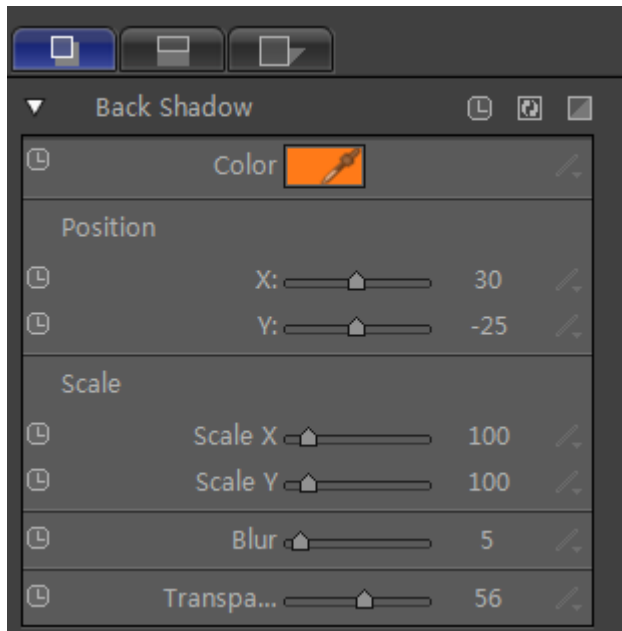 Back Shadow
Color
Position
X: 30
Y: -25
Scale
Scale X 100
Scale Y 100
Blur 5
Transpa... 56